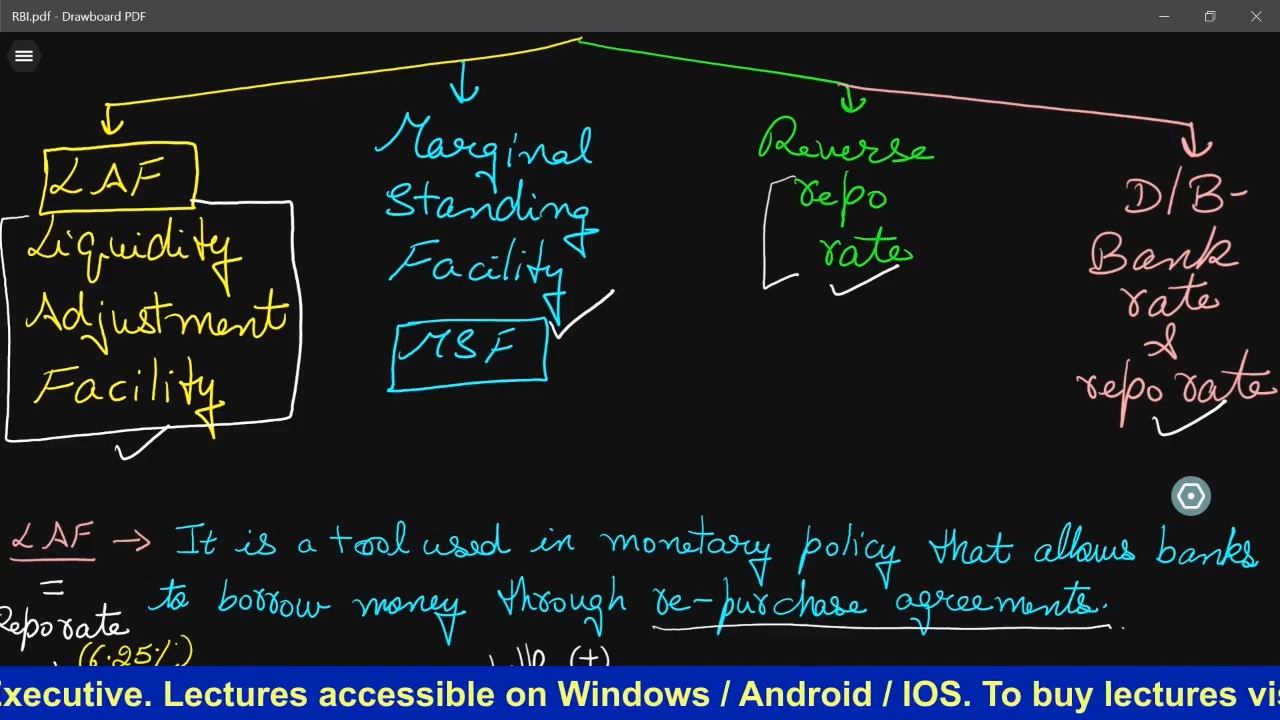 RBI.pdf - Drawboard PDF
LAF
Liquidity
Adjustment
Facility
Marginal
Standing
Facility
MSF
Reverse
repo
rate
D/B-
Bank
rate
&
repo rate
LAF → It is a tool used in monetary policy that allows banks
= to borrow money through re-purchase agreements.
Repo rate
(6.25%)
(+)
Executive. Lectures accessible on Windows / Android / IOS. To buy lectures vis